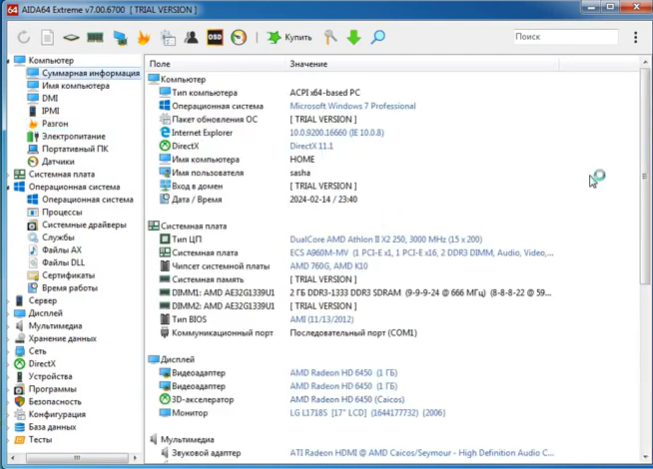 64 AIDA64 Extreme v7.00.6700 [ TRIAL VERSION ]
OSD Купить Поиск
Компьютер
Суммарная информация
Имя компьютера
DMI
IPMI
Разгон
Электропитание
Портативный ПК
Датчики
Системная плата
Операционная система
Операционная система
Процессы
Системные драйверы
Службы
Файлы AX
Файлы DLL
Сертификаты
Время работы
Сервер
Дисплей
Мультимедиа
Хранение данных
Сеть
DirectX
Устройства
Программы
Безопасность
Конфигурация
База данных
Тесты
Поле Значение
Компьютер
Тип компьютера ACPI x64-based PC
Операционная система Microsoft Windows 7 Professional
Пакет обновления ОС [ TRIAL VERSION ]
Internet Explorer 10.0.9200.16660 (IE 10.0.8)
DirectX DirectX 11.1
Имя компьютера HOME
Имя пользователя sasha
Вход в домен [ TRIAL VERSION ]
Дата / Время 2024-02-14 / 23:40
Системная плата
Тип ЦП DualCore AMD Athlon II X2 250, 3000 MHz (15 x 200)
Системная плата ECS A960M-MV (1 PCI-E x1, 1 PCI-E x16, 2 DDR3 DIMM, Audio, Video,...
Чипсет системной платы AMD 760G, AMD K10
Системная память [ TRIAL VERSION ]
DIMM1: AMD AE32G1339U1 2 ГБ DDR3-1333 DDR3 SDRAM (9-9-9-24 @ 666 МГц) (8-8-8-22 @ 59...
DIMM2: AMD AE32G1339U1 [ TRIAL VERSION ]
Тип BIOS AMI (11/13/2012)
Коммуникационный порт Последовательный порт (COM1)
Дисплей
Видеоадаптер AMD Radeon HD 6450 (1 ГБ)
Видеоадаптер AMD Radeon HD 6450 (1 ГБ)
3D-акселератор AMD Radeon HD 6450 (Caicos)
Монитор LG L1718S [17" LCD] (1644177732) (2006)
Мультимедиа
Звуковой адаптер ATI Radeon HDMI @ AMD Caicos/Seymour - High Definition Audio C...